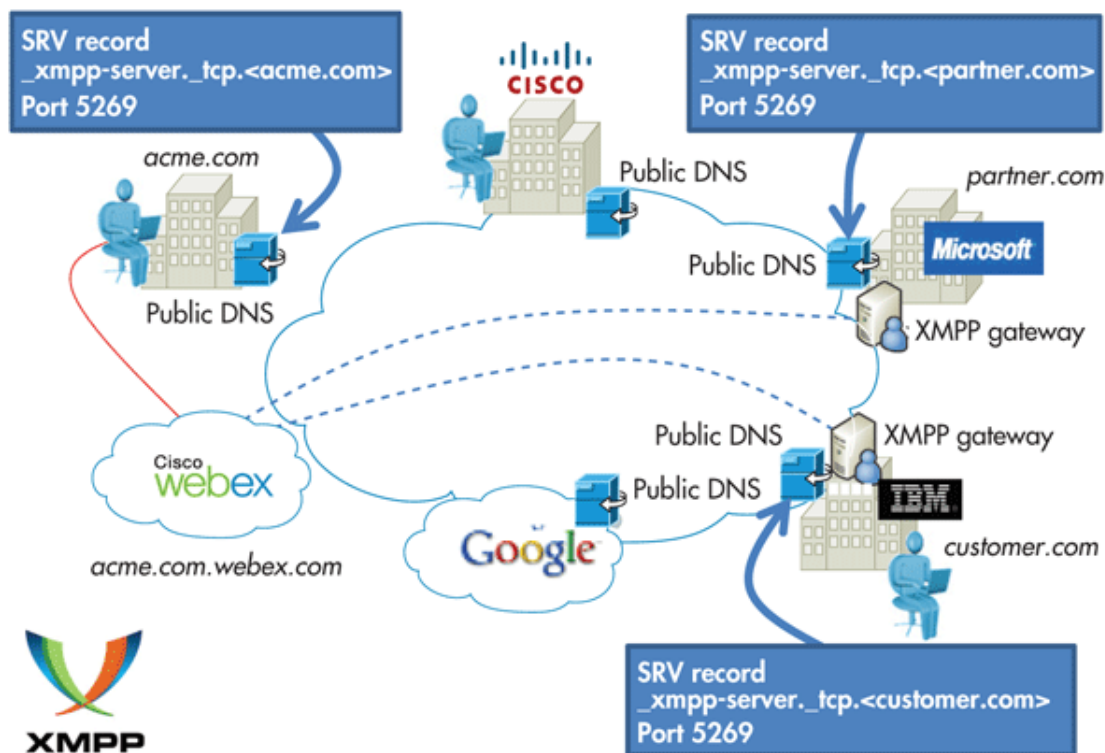 SRV record
_xmpp-server._tcp.<acme.com>
Port 5269
CISCO
SRV record
_xmpp-server._tcp.<partner.com>
Port 5269
acme.com
Public DNS
partner.com
Microsoft
Public DNS
Public DNS
XMPP gateway
Public DNS
XMPP gateway
Cisco
webex
Public DNS
IBM
Google
acme.com.webex.com
customer.com
SRV record
_xmpp-server._tcp.<customer.com>
Port 5269
XMPP